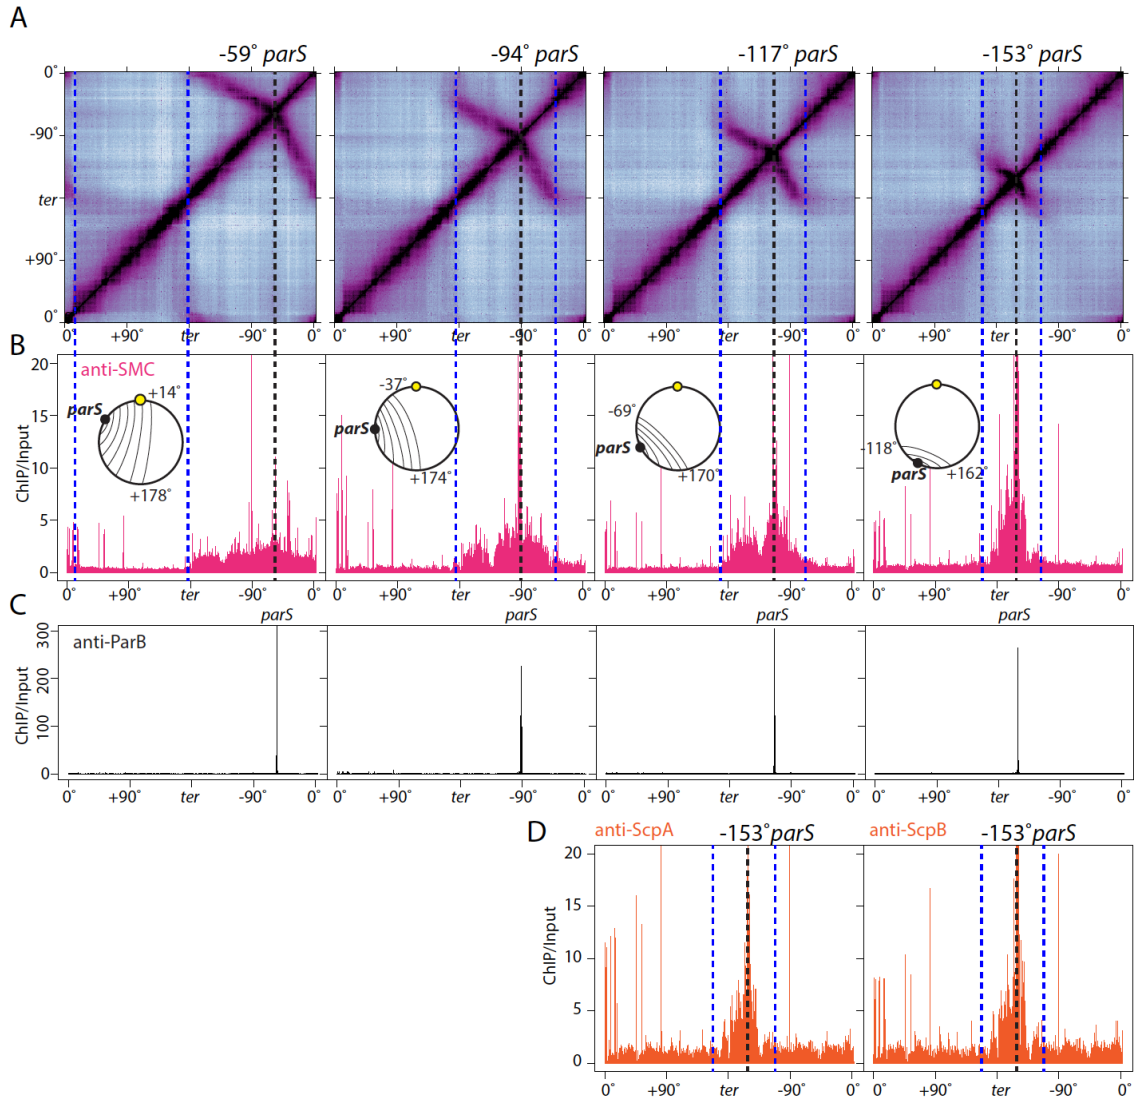 A
-59° parS
-94° parS
-117° parS
-153° parS
0°
-90°
ter
+90°
0°
0° +90° ter -90° 0°
0° +90° ter -90° 0°
0° +90° ter -90° 0°
0° +90° ter -90° 0°
B
anti-SMC
ChIP/Input
20
15
10
5
0
parS
+14°
+178°
-37°
parS
+174°
-69°
parS
+170°
-118°
parS
+162°
0° +90° ter -90° 0°
0° +90° ter -90° 0°
0° +90° ter -90° 0°
0° +90° ter -90° 0°
C
parS
parS
parS
parS
anti-ParB
ChIP/Input
300
200
100
0
0° +90° ter -90° 0°
0° +90° ter -90° 0°
0° +90° ter -90° 0°
0° +90° ter -90° 0°
D
anti-ScpA
-153° parS
anti-ScpB
-153° parS
ChIP/Input
20
15
10
5
0
0° +90° ter -90° 0°
0° +90° ter -90° 0°